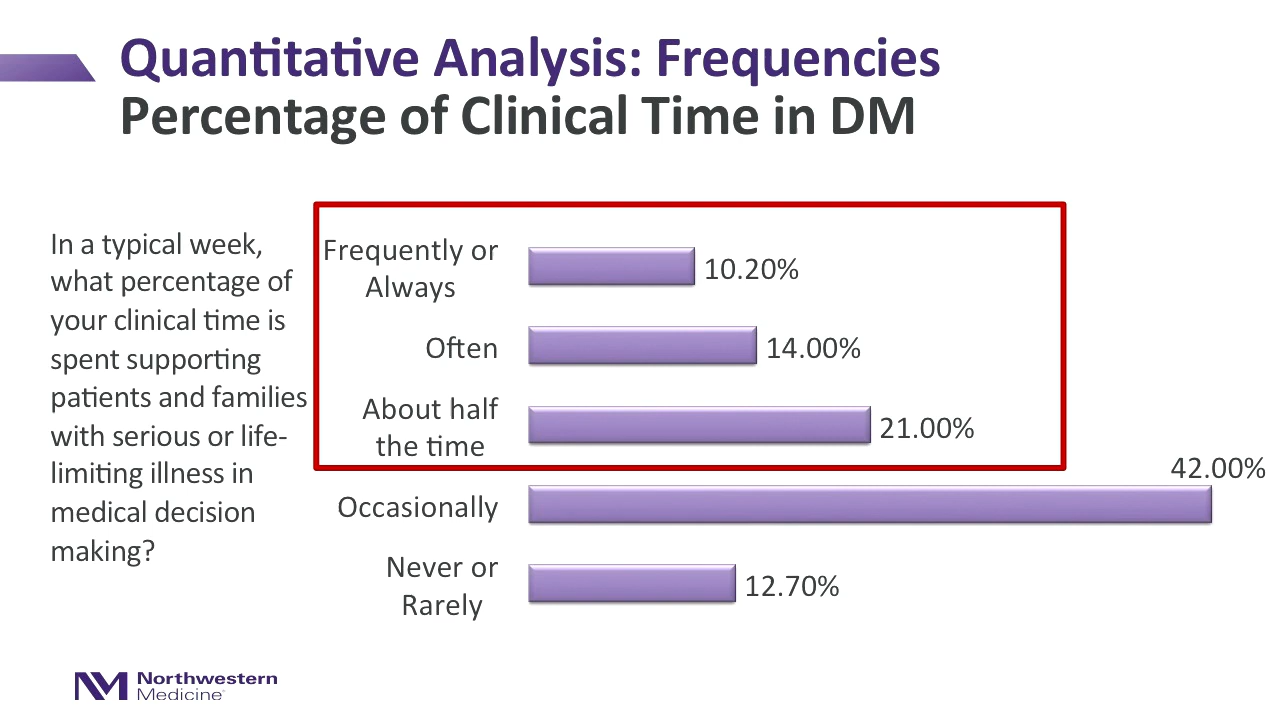 Quantitative Analysis: Frequencies
Percentage of Clinical Time in DM
In a typical week,
what percentage of
your clinical time is
spent supporting
patients and families
with serious or life-
limiting illness in
medical decision
making?
Frequently or
Always
10.20%
Often
14.00%
About half
the time
21.00%
Occasionally
42.00%
Never or
Rarely
12.70%
Northwestern
Medicine